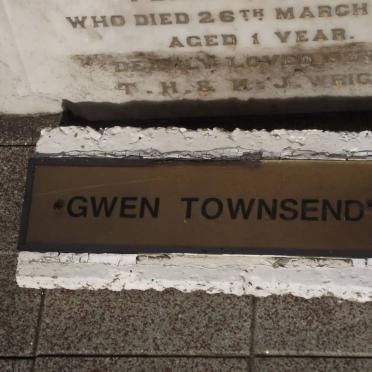 WHO DIED 26TH MARCH
AGED 1 YEAR.
T. H. &
GWEN TOWNSEND